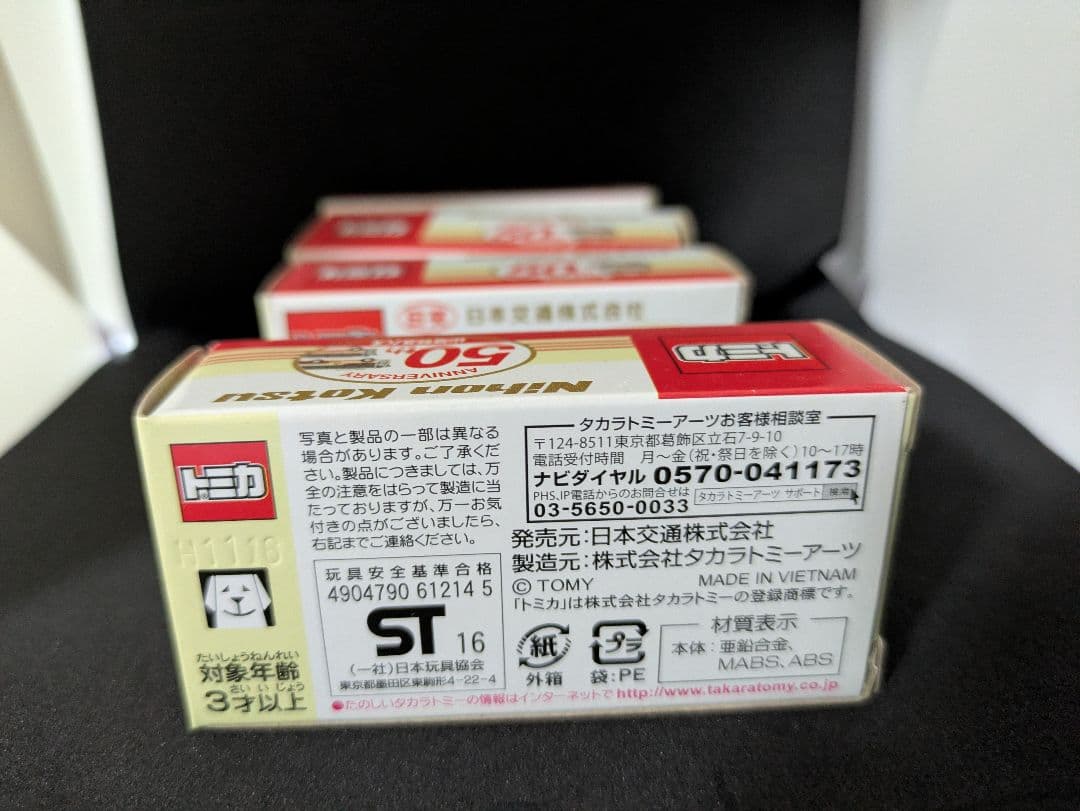 日本交通株式会社
トミカ
50th
ANNIVERSARY
Nihon Kotsu
トミカ
H1116
たいしょうねんれい
対象年齢
さい いじょう
3才以上
写真と製品の一部は異なる
場合があります。ご了承くださ
い。製品につきましては、万
全の注意をはらって製造に当
たっておりますが、万一お気
付きの点がございましたら、
右記までご連絡ください。
玩具安全基準合格
4904790 61214 5
ST 16
(一社)日本玩具協会
東京都墨田区東駒形4-22-4
タカラトミーアーツお客様相談室
〒124-8511東京都葛飾区立石7-9-10
電話受付時間 月〜金(祝・祭日を除く)10〜17時
ナビダイヤル 0570-041173
PHS、IP電話からのお問合せは
03-5650-0033
タカラトミーアーツ サポート 検索
発売元:日本交通株式会社
製造元:株式会社タカラトミーアーツ
© TOMY MADE IN VIETNAM
「トミカ」は株式会社タカラトミーの登録商標です。
紙
外箱
プラ
袋:PE
材質表示
本体:亜鉛合金、
MABS、ABS
●たのしいタカラトミーの情報はインターネットで http://www.takaratomy.co.jp